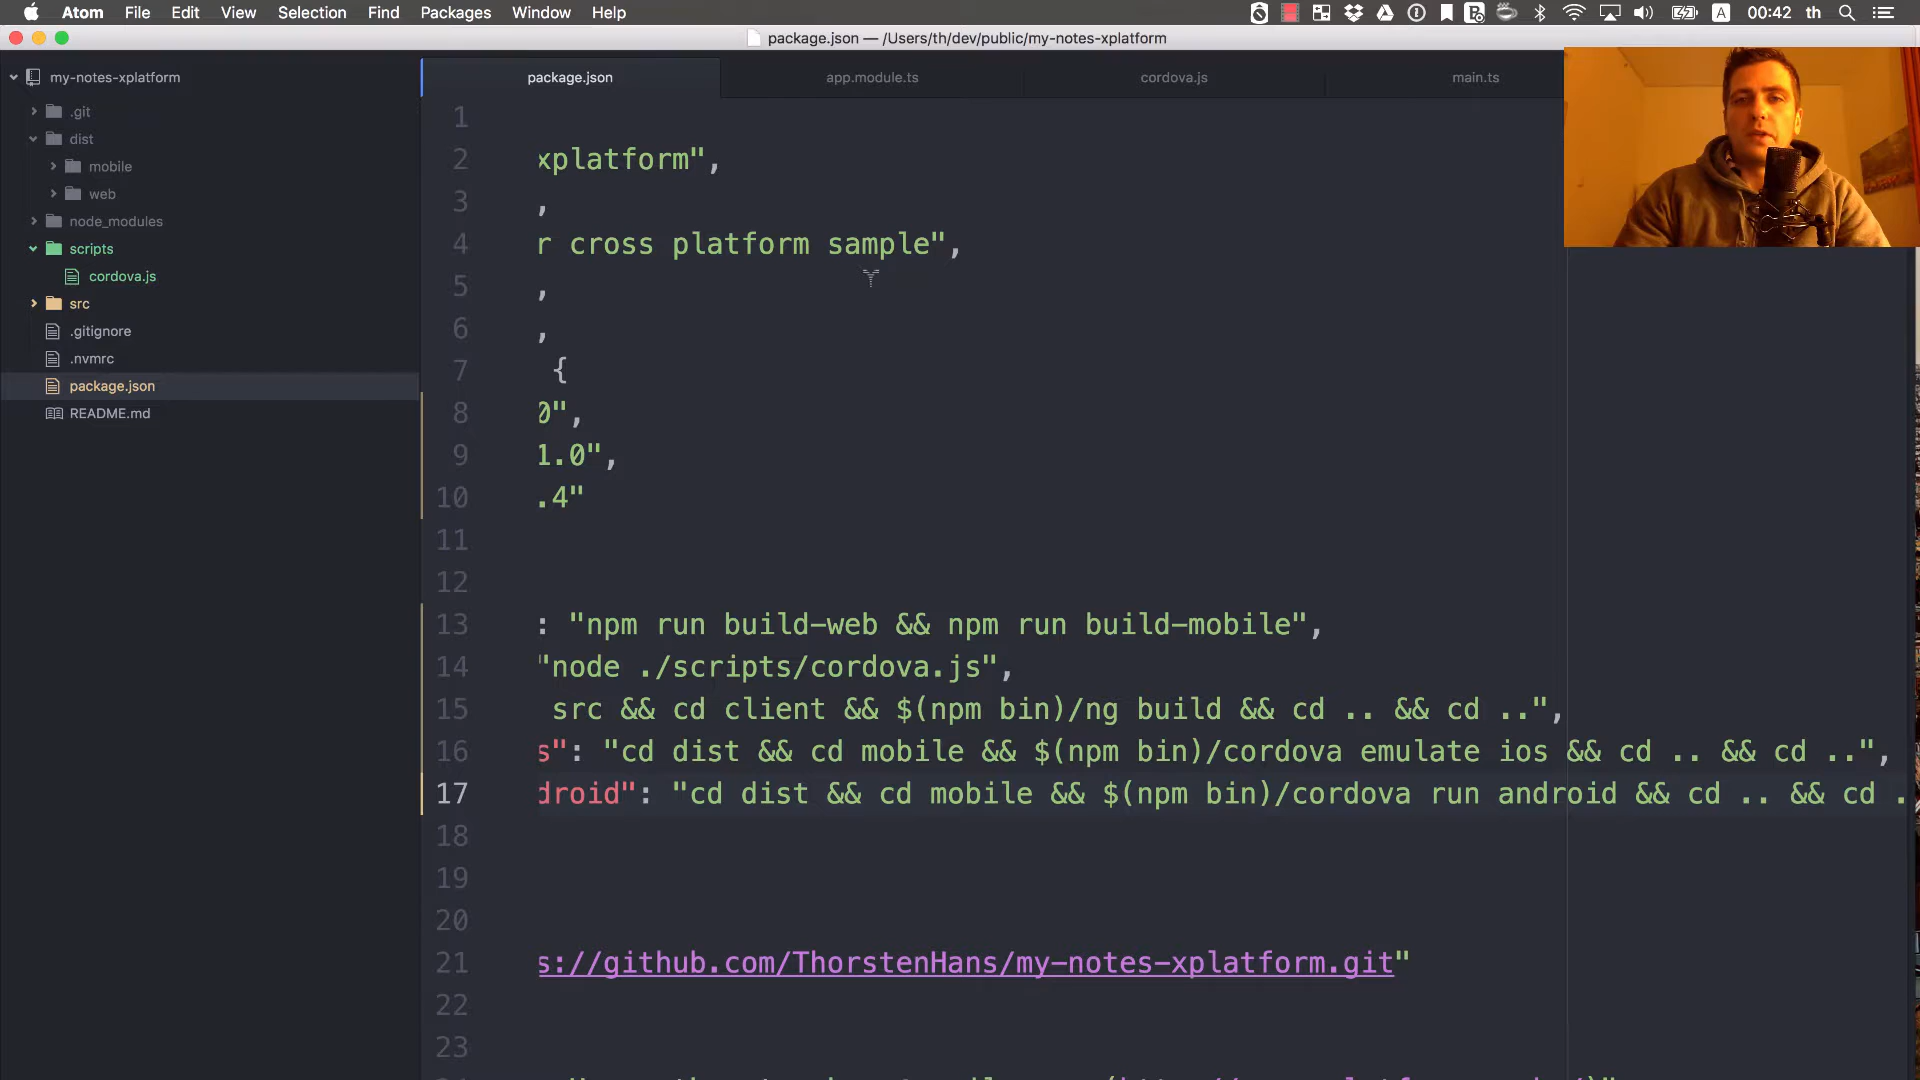 Atom File Edit View Selection Find Packages Window Help A 00:42 th
package.json — /Users/th/dev/public/my-notes-xplatform
my-notes-xplatform
.git
dist
mobile
web
node_modules
scripts
cordova.js
src
.gitignore
.nvmrc
package.json
README.md
package.json app.module.ts cordova.js main.ts
1
2 xplatform",
3 ,
4 r cross platform sample",
5 ,
6 ,
7 {
8 0",
9 1.0",
10 .4"
11
12
13 : "npm run build-web && npm run build-mobile",
14 "node ./scripts/cordova.js",
15 src && cd client && $(npm bin)/ng build && cd .. && cd ..",
16 s": "cd dist && cd mobile && $(npm bin)/cordova emulate ios && cd .. && cd ..",
17 droid": "cd dist && cd mobile && $(npm bin)/cordova run android && cd .. && cd .
18
19
20
21 s://github.com/ThorstenHans/my-notes-xplatform.git"
22
23